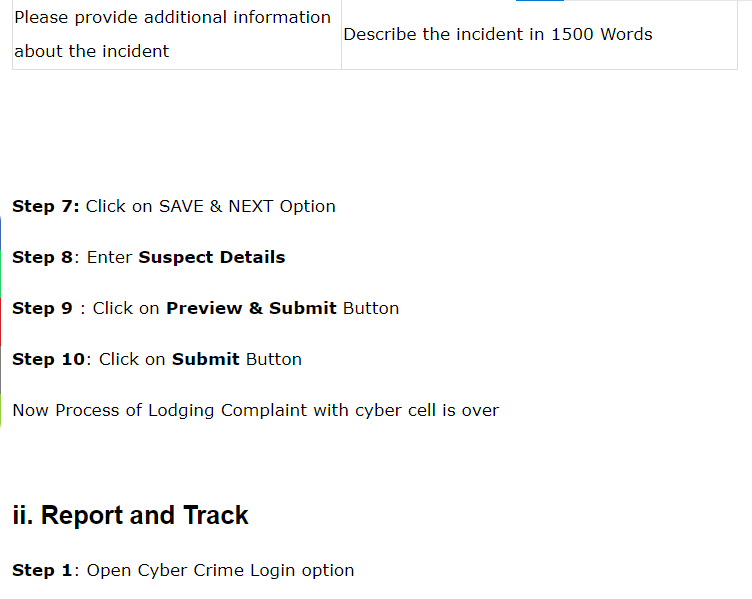 Please provide additional information
about the incident
Describe the incident in 1500 Words
Step 7: Click on SAVE & NEXT Option
Step 8: Enter Suspect Details
Step 9 : Click on Preview & Submit Button
Step 10: Click on Submit Button
Now Process of Lodging Complaint with cyber cell is over
ii. Report and Track
Step 1: Open Cyber Crime Login option